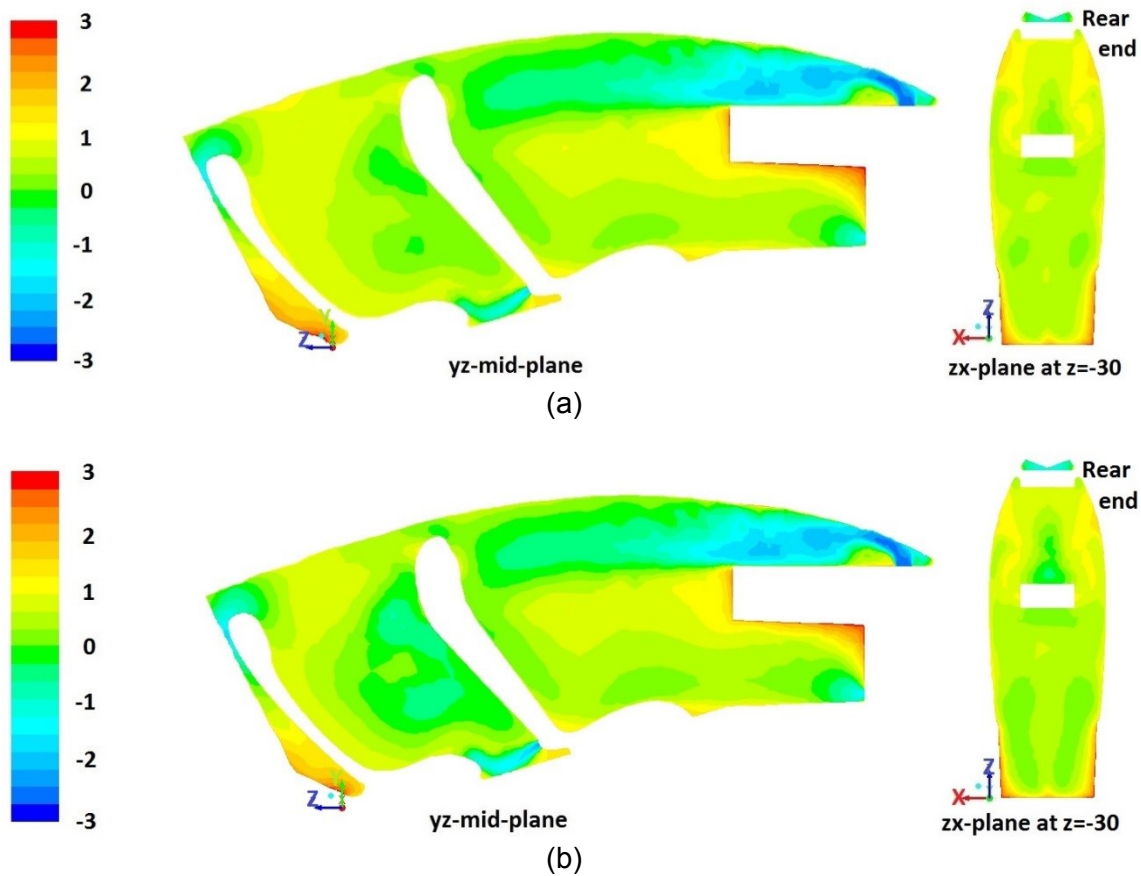 3
2
1
0
-1
-2
-3
Y
Z
yz-mid-plane
Rear
end
Z
X
zx-plane at z=-30
(a)
3
2
1
0
-1
-2
-3
Y
Z
yz-mid-plane
Rear
end
Z
X
zx-plane at z=-30
(b)